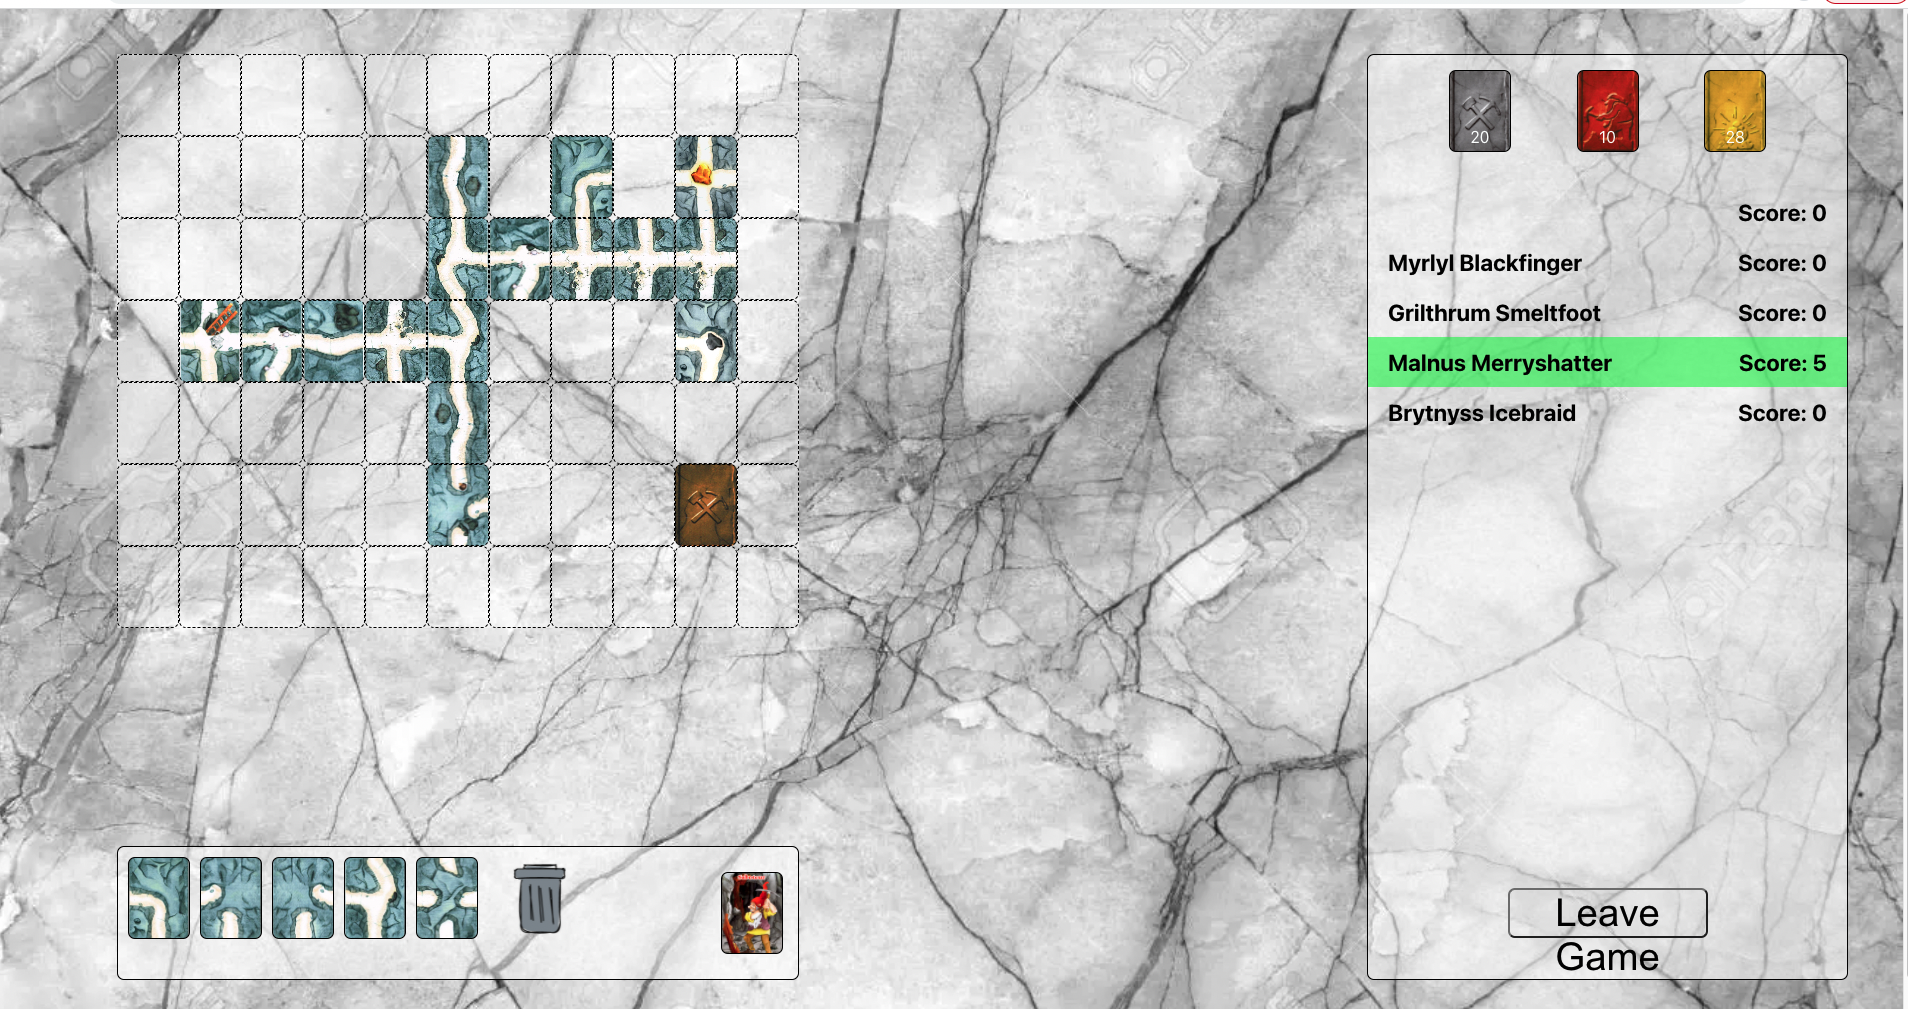 20
10
28
Score: 0
Myrlyl Blackfinger Score: 0
Grilthrum Smeltfoot Score: 0
Malnus Merryshatter Score: 5
Brytnyss Icebraid Score: 0
Leave
Game
123RF